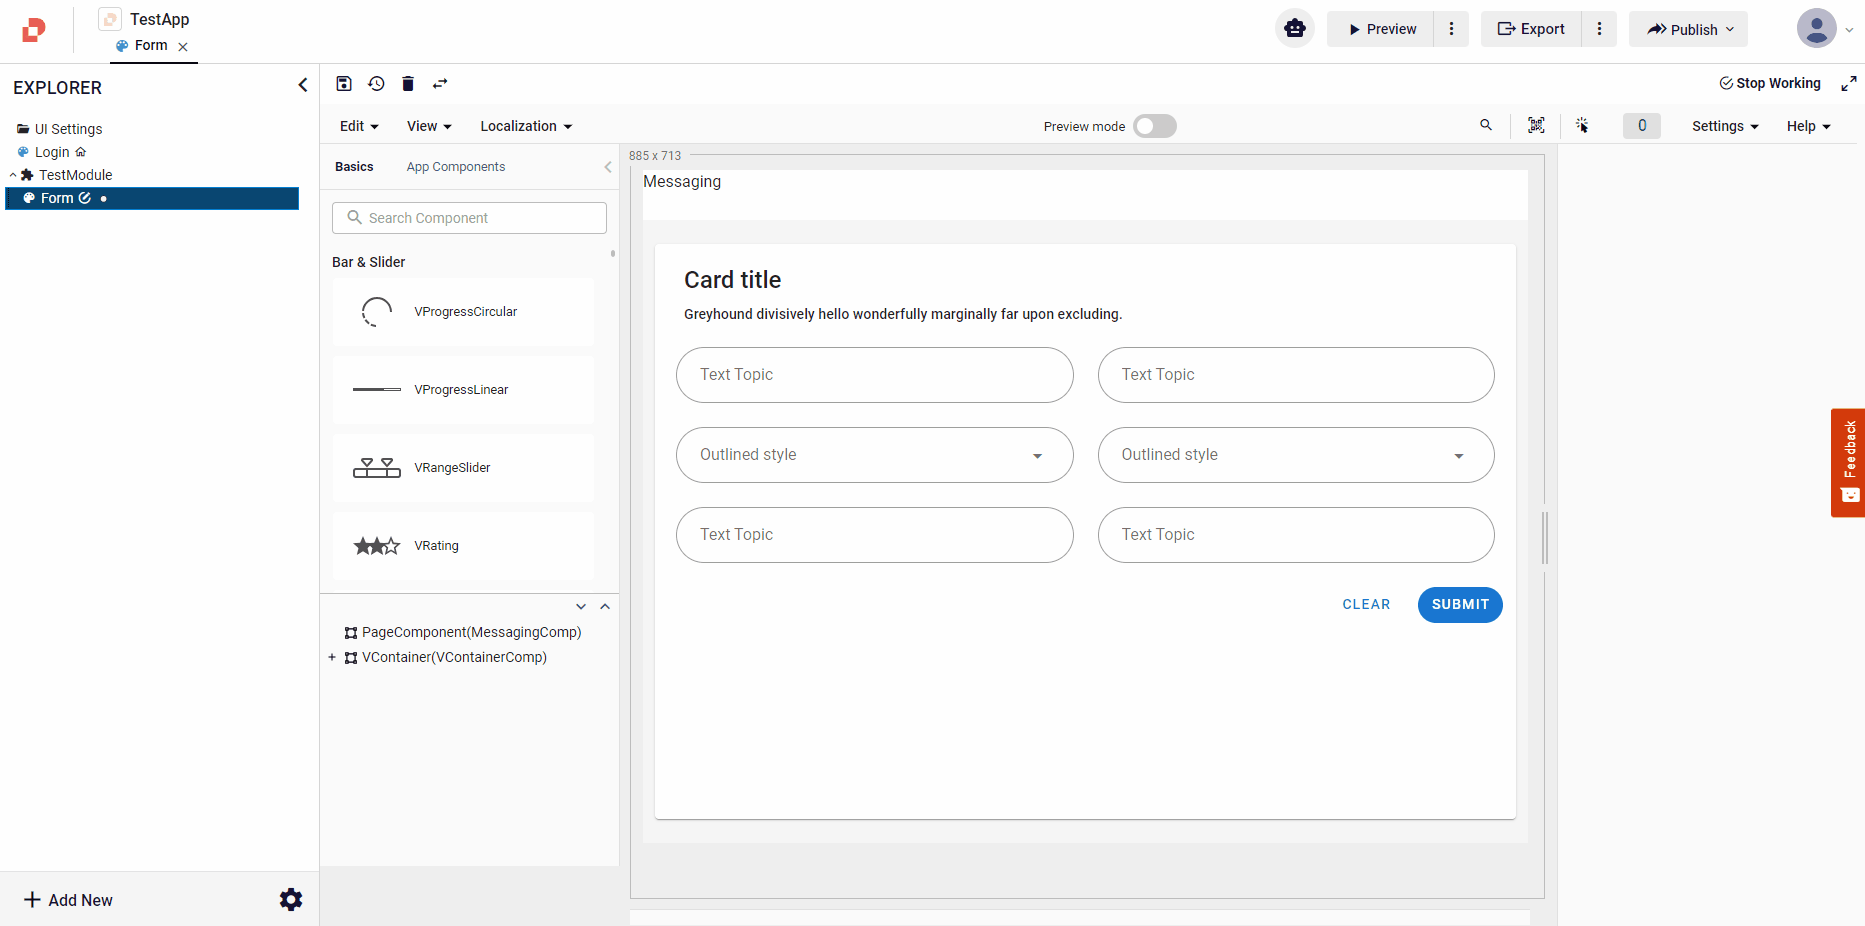 TestApp
Form
Preview
Export
Publish
EXPLORER
Stop Working
UI Settings
Login
TestModule
Form
Edit
View
Localization
Preview mode
0
Settings
Help
Basics
App Components
Search Component
Bar & Slider
VProgressCircular
VProgressLinear
VRangeSlider
VRating
PageComponent(MessagingComp)
VContainer(VContainerComp)
885 x 713
Messaging
Card title
Greyhound divisively hello wonderfully marginally far upon excluding.
Text Topic
Text Topic
Outlined style
Outlined style
Text Topic
Text Topic
CLEAR
SUBMIT
Feedback
Add New